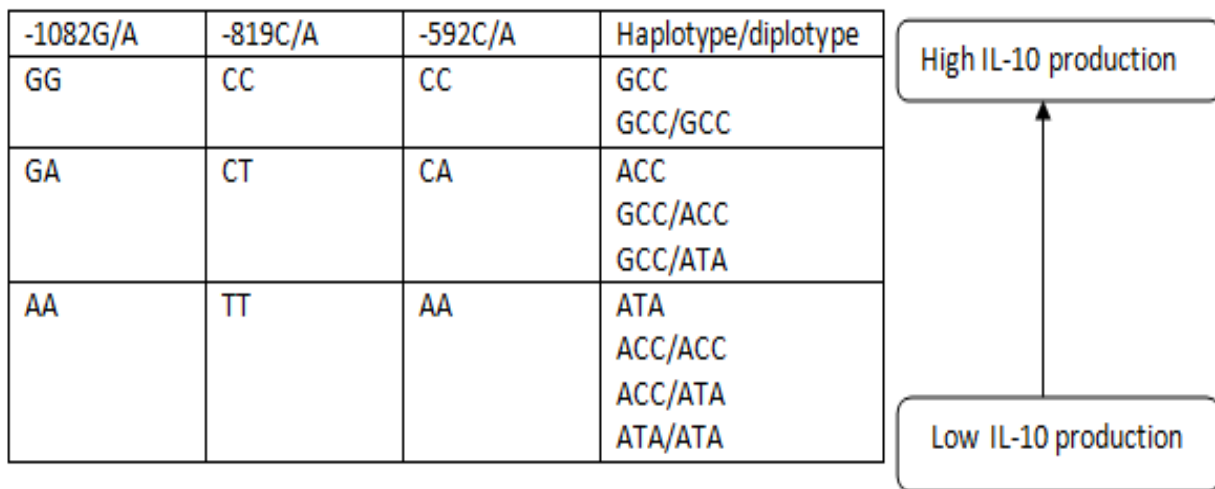 -1082G/A -819C/A -592C/A Haplotype/diplotype
High IL-10 production
GG CC CC GCC
GCC/GCC
GA CT CA ACC
GCC/ACC
GCC/ATA
AA TT AA ATA
ACC/ACC
ACC/ATA
ATA/ATA
Low IL-10 production